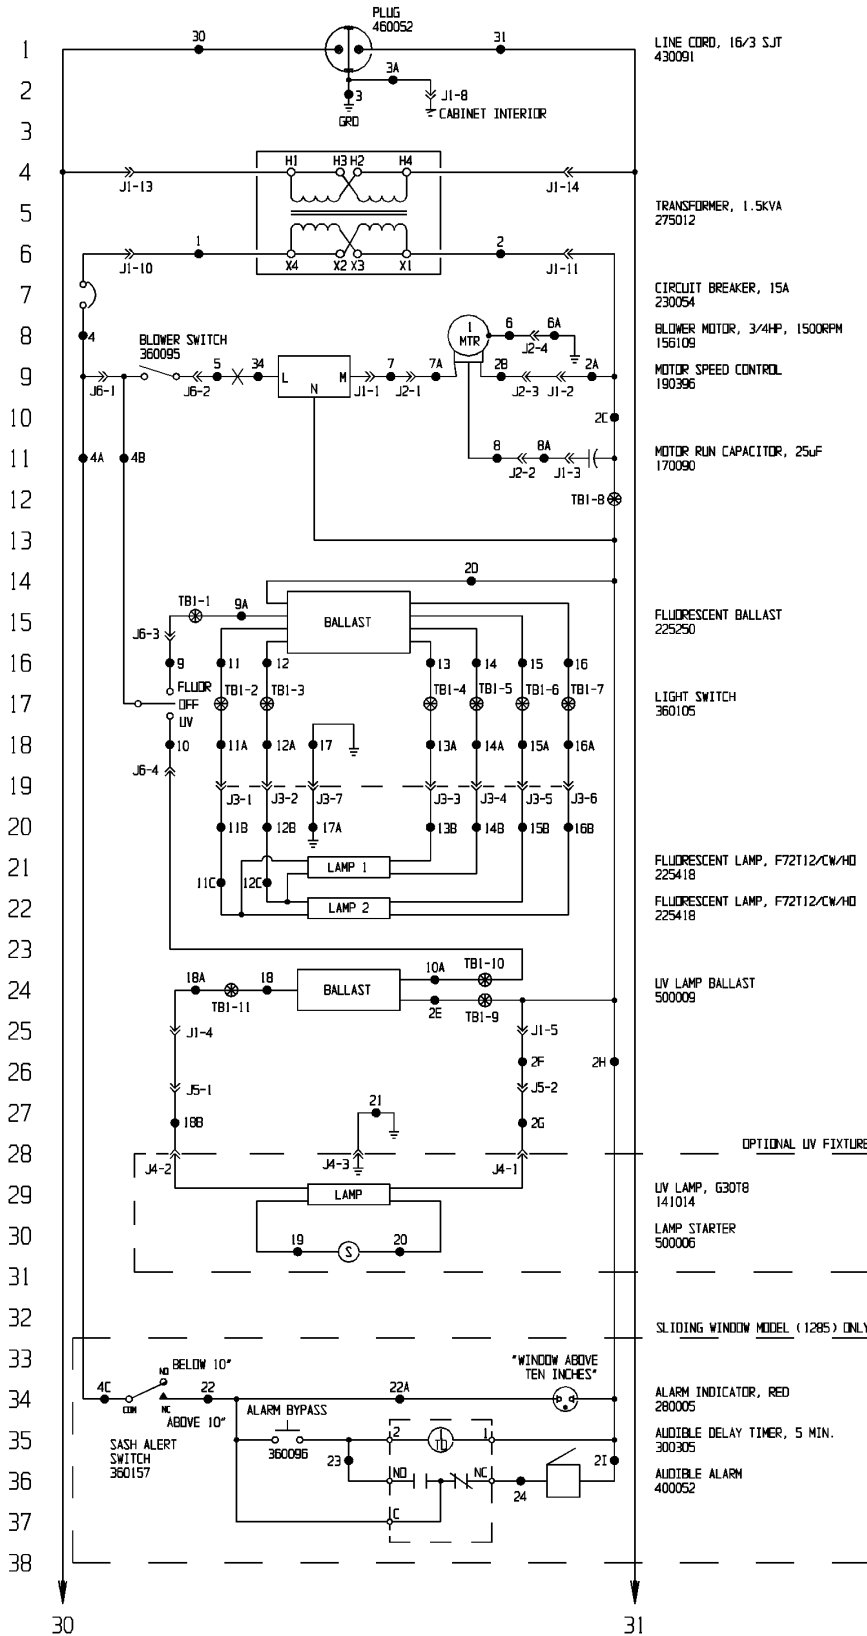 PLUG
460052
1
30
31
LINE CORD, 16/3 SJT
430091
3A
2
3
J1-8
GRD
CABINET INTERIOR
3
4
H1
H3
H2
H4
J1-13
J1-14
5
TRANSFORMER, 1.5KVA
275012
6
1
2
J1-10
X4
X2
X3
X1
J1-11
7
CIRCUIT BREAKER, 15A
230054
8
4
BLOWER SWITCH
360095
1
MTR
6
6A
J2-4
BLOWER MOTOR, 3/4HP, 1500RPM
156109
9
J6-1
J6-2
5
34
L
N
M
J1-1
7
J2-1
7A
2B
J2-3
J1-2
2A
MOTOR SPEED CONTROL
190396
10
2C
11
4A
4B
8
J2-2
8A
J1-3
MOTOR RUN CAPACITOR, 25uF
170090
12
TB1-8
13
14
2D
15
TB1-1
9A
J6-3
BALLAST
FLUORESCENT BALLAST
225250
16
9
11
12
13
14
15
16
17
FLUOR
OFF
UV
TB1-2
TB1-3
TB1-4
TB1-5
TB1-6
TB1-7
LIGHT SWITCH
360105
18
10
11A
12A
17
13A
14A
15A
16A
J6-4
19
J3-1
J3-2
J3-7
J3-3
J3-4
J3-5
J3-6
20
11B
12B
17A
13B
14B
15B
16B
21
LAMP 1
11C
12C
FLUORESCENT LAMP, F72T12/CW/HO
225418
22
LAMP 2
FLUORESCENT LAMP, F72T12/CW/HO
225418
23
24
18A
TB1-11
18
BALLAST
10A
TB1-10
2E
TB1-9
UV LAMP BALLAST
500009
25
J1-4
J1-5
26
2F
2H
J5-1
J5-2
27
18B
21
2G
28
J4-2
J4-3
J4-1
OPTIONAL UV FIXTURE
29
LAMP
UV LAMP, G30T8
141014
30
19
S
20
LAMP STARTER
500006
31
32
SLIDING WINDOW MODEL (1285) ONLY
33
NO
BELOW 10"
"WINDOW ABOVE
TEN INCHES"
34
4C
COM
NC
ABOVE 10"
22
22A
ALARM INDICATOR, RED
280005
ALARM BYPASS
360096
35
SASH ALERT
SWITCH
360157
2
TD
1
AUDIBLE DELAY TIMER, 5 MIN.
300305
36
23
NO
NC
24
2I
AUDIBLE ALARM
400052
37
C
38
30
31